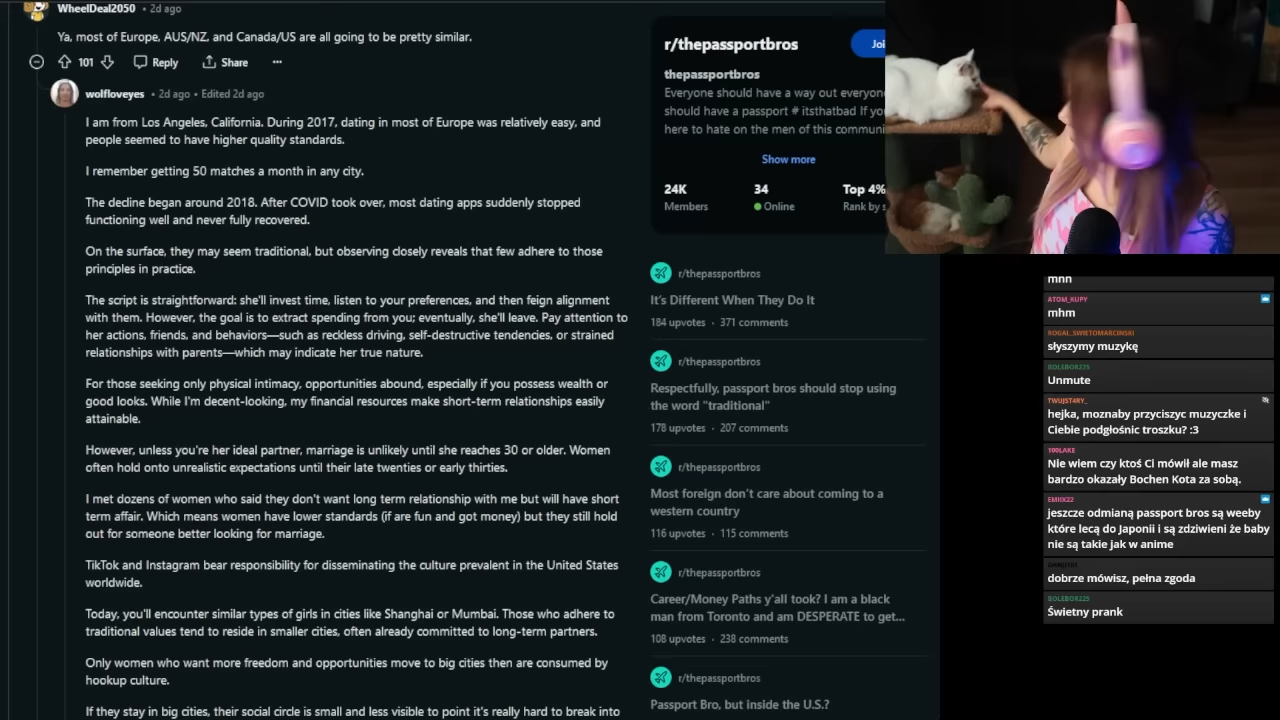 WheelDeal2050 • 2d ago
Ya, most of Europe, AUS/NZ, and Canada/US are all going to be pretty similar.
101 Reply Share
wolfloveyes • 2d ago • Edited 2d ago
I am from Los Angeles, California. During 2017, dating in most of Europe was relatively easy, and
people seemed to have higher quality standards.
I remember getting 50 matches a month in any city.
The decline began around 2018. After COVID took over, most dating apps suddenly stopped
functioning well and never fully recovered.
On the surface, they may seem traditional, but observing closely reveals that few adhere to those
principles in practice.
The script is straightforward: she'll invest time, listen to your preferences, and then feign alignment
with them. However, the goal is to extract spending from you; eventually, she'll leave. Pay attention to
her actions, friends, and behaviors—such as reckless driving, self-destructive tendencies, or strained
relationships with parents—which may indicate her true nature.
For those seeking only physical intimacy, opportunities abound, especially if you possess wealth or
good looks. While I'm decent-looking, my financial resources make short-term relationships easily
attainable.
However, unless you're her ideal partner, marriage is unlikely until she reaches 30 or older. Women
often hold onto unrealistic expectations until their late twenties or early thirties.
I met dozens of women who said they don't want long term relationship with me but will have short
term affair. Which means women have lower standards (if are fun and got money) but they still hold
out for someone better looking for marriage.
TikTok and Instagram bear responsibility for disseminating the culture prevalent in the United States
worldwide.
Today, you'll encounter similar types of girls in cities like Shanghai or Mumbai. Those who adhere to
traditional values tend to reside in smaller cities, often already committed to long-term partners.
Only women who want more freedom and opportunities move to big cities then are consumed by
hookup culture.
If they stay in big cities, their social circle is small and less visible to point it's really hard to break into
r/thepassportbros
Joi
thepassportbros
Everyone should have a way out everyone
should have a passport # itsthatbad If you
here to hate on the men of this communi
Show more
24K 34 Top 4%
Members Online Rank by s
r/thepassportbros
It's Different When They Do It
184 upvotes · 371 comments
r/thepassportbros
Respectfully, passport bros should stop using
the word "traditional"
178 upvotes · 207 comments
r/thepassportbros
Most foreign don't care about coming to a
western country
116 upvotes · 115 comments
r/thepassportbros
Career/Money Paths y'all took? I am a black
man from Toronto and am DESPERATE to get...
108 upvotes · 238 comments
r/thepassportbros
Passport Bro, but inside the U.S.?
mhh
ATOM_KUPY
mhm
ROGAL_SWIETOMARCINSKI
słyszymy muzykę
BOLEBOR225
Unmute
TWUJST4RY_
hejka, moznaby przyciszyc muzyczke i
Ciebie podgłośnic troszku? :3
100LAKE
Nie wiem czy ktoś Ci mówił ale masz
bardzo okazały Bochen Kota za sobą.
EMIXX22
jeszcze odmianą passport bros są weeby
które lecą do Japonii i są zdziwieni że baby
nie są takie jak w anime
dobrze mówisz, pełna zgoda
BOLEBOR225
Świetny prank